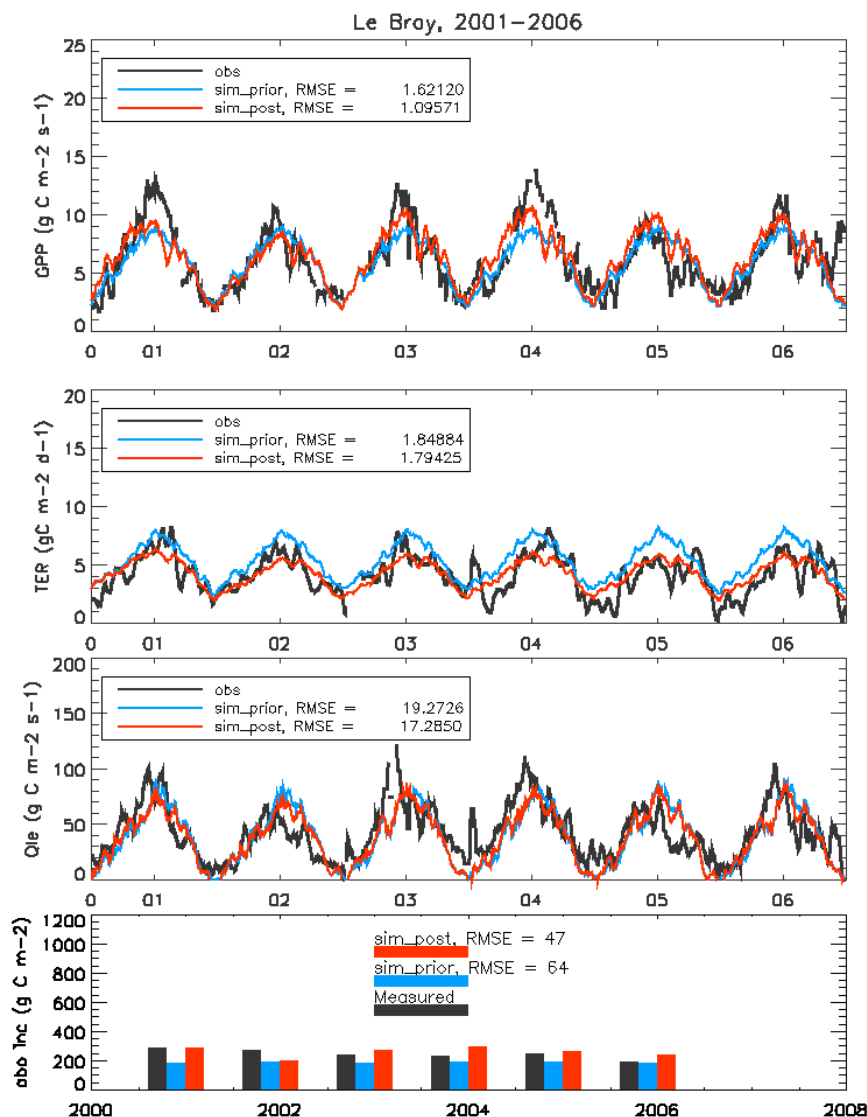 Le Bray, 2001-2006
25
20
15
10
5
0
GPP (g C m-2 s-1)
obs
sim_prior, RMSE = 1.62120
sim_post, RMSE = 1.09571
0 01 02 03 04 05 06
20
15
10
5
0
TER (gC m-2 d-1)
obs
sim_prior, RMSE = 1.84884
sim_post, RMSE = 1.79425
0 01 02 03 04 05 06
200
150
100
50
0
Qle (g C m-2 s-1)
obs
sim_prior, RMSE = 19.2726
sim_post, RMSE = 17.2850
0 01 02 03 04 05 06
1200
1000
800
600
400
200
0
abo Inc (g C m-2)
sim_post, RMSE = 47
sim_prior, RMSE = 64
Measured
2000 2002 2004 2006 2008